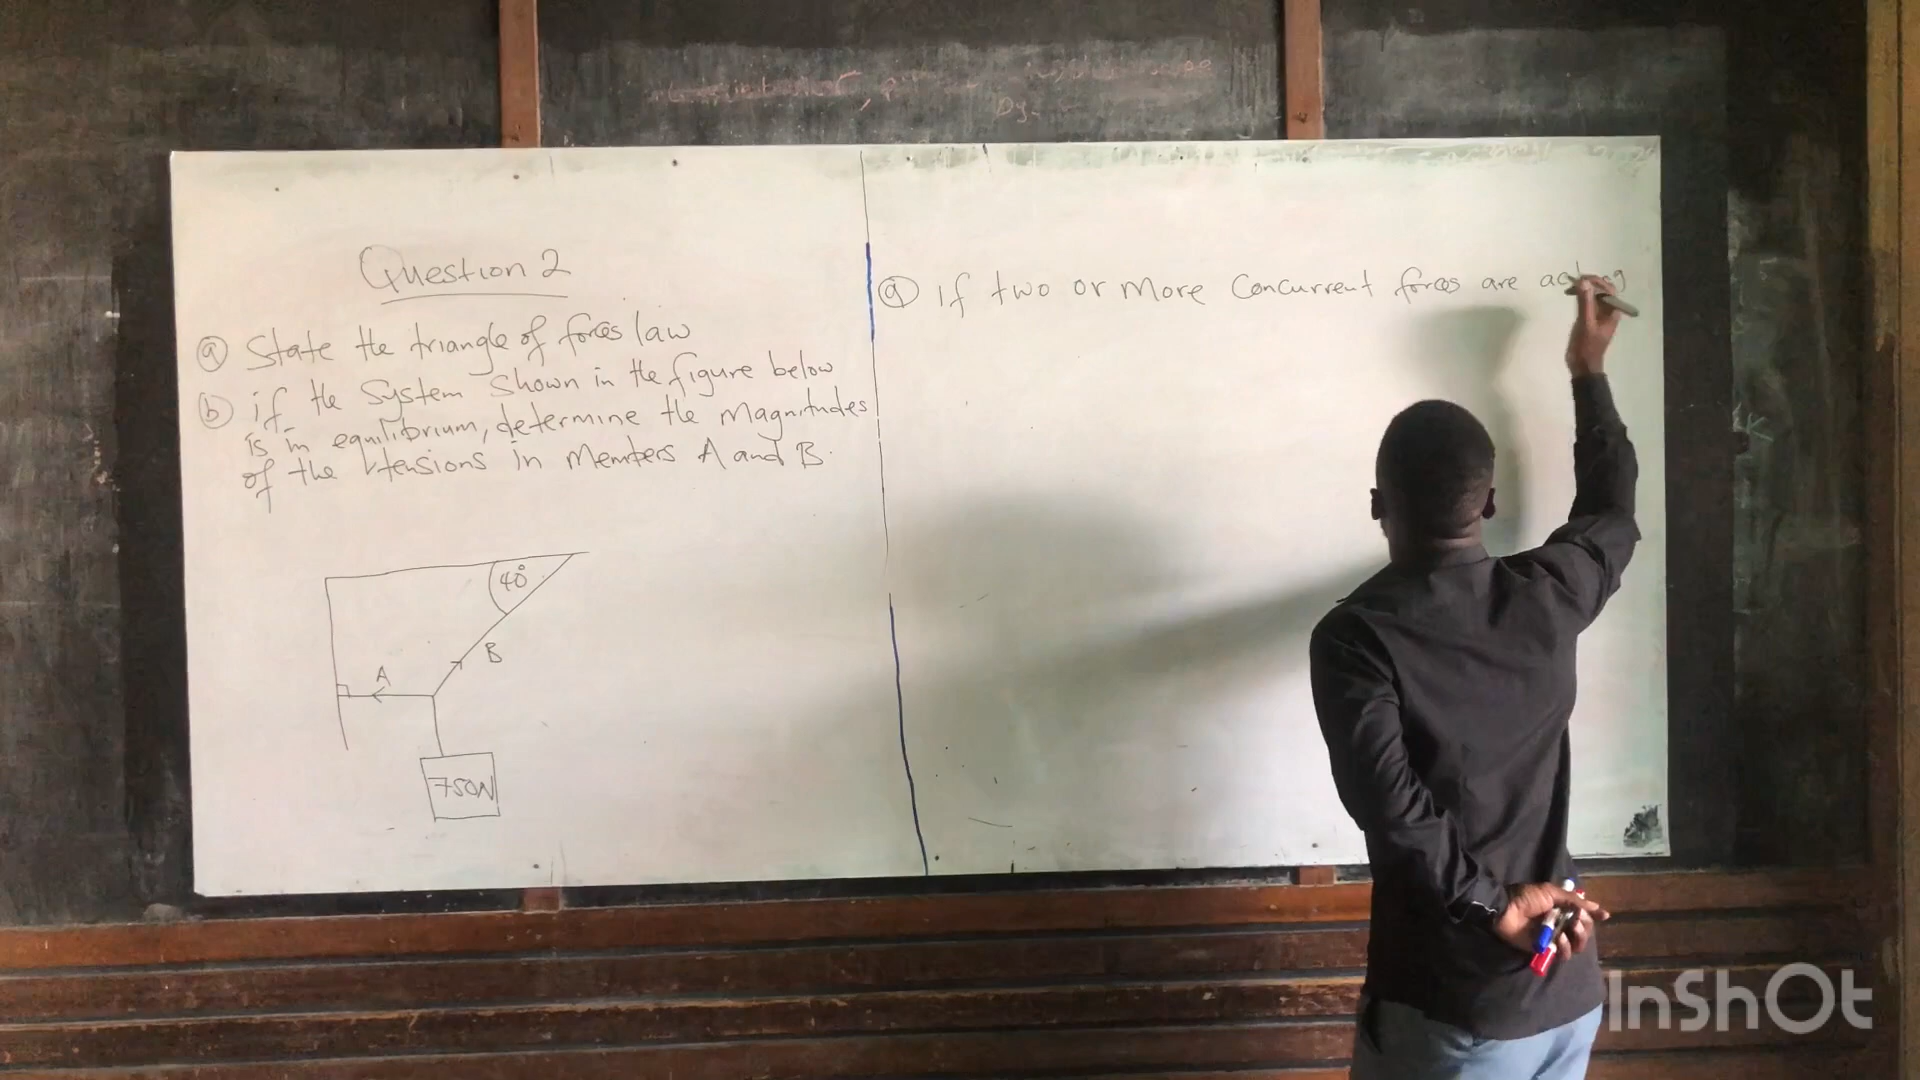 Question 2
(a) State the triangle of forces law
(b) if the system shown in the figure below
is in equilibrium, determine the Magnitudes
of the tensions in Members A and B.
40°
B
A
750N
(a) If two or more Concurrent forces are acting
InShOt